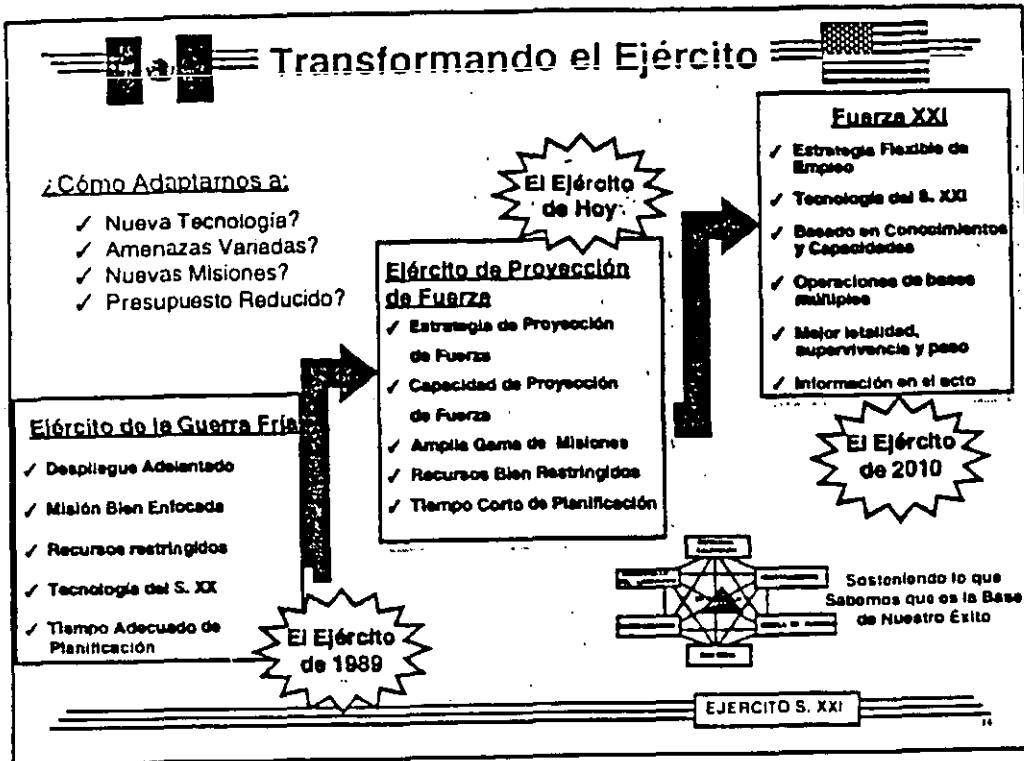 Transformando el Ejército
¿Cómo Adaptarnos a:
✓ Nueva Tecnología?
✓ Amenazas Variadas?
✓ Nuevas Misiones?
✓ Presupuesto Reducido?
Ejército de la Guerra Fría
✓ Despliegue Adelantado
✓ Misión Bien Enfocada
✓ Recursos restringidos
✓ Tecnología del S. XX
✓ Tiempo Adecuado de
Planificación
El Ejército
de 1989
El Ejército
de Hoy
Ejército de Proyección
de Fuerza
✓ Estrategia de Proyección
de Fuerza
✓ Capacidad de Proyección
de Fuerza
✓ Amplia Gama de Misiones
✓ Recursos Bien Restringidos
✓ Tiempo Corto de Planificación
Fuerza XXI
✓ Estrategia Flexible de
Empleo
✓ Tecnología del S. XXI
✓ Basado en Conocimientos
y Capacidades
✓ Operaciones de bases
múltiples
✓ Mejor letalidad,
supervivencia y paso
✓ Información en el acto
El Ejército
de 2010
Sosteniendo lo que
Sabemos que es la Base
de Nuestro Éxito
EJERCITO S. XXI